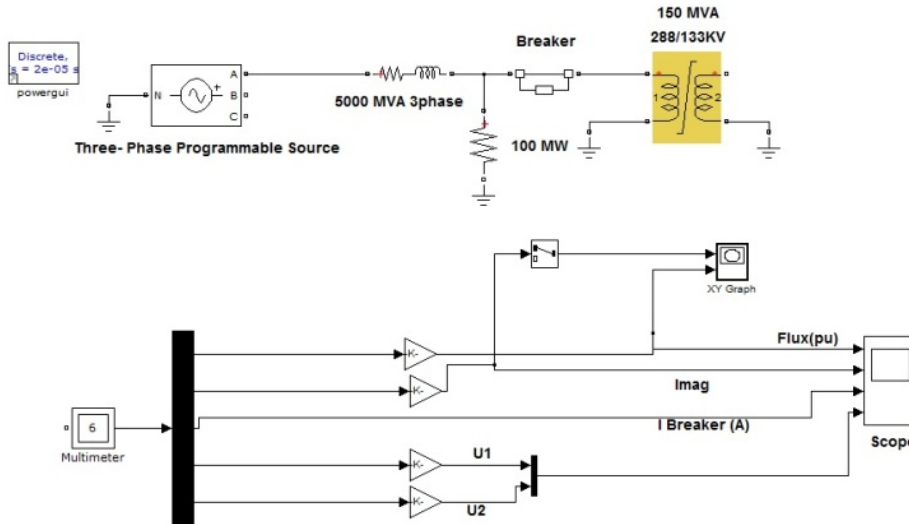 150 MVA
288/133KV
Breaker
Discrete,
s = 2e-05 s
powergui
A
N
+
B
C
5000 MVA 3phase
1
2
Three- Phase Programmable Source
100 MW
XY Graph
Flux(pu)
K-
K-
Imag
I Breaker (A)
6
Multimeter
Scope
K-
U1
K-
U2